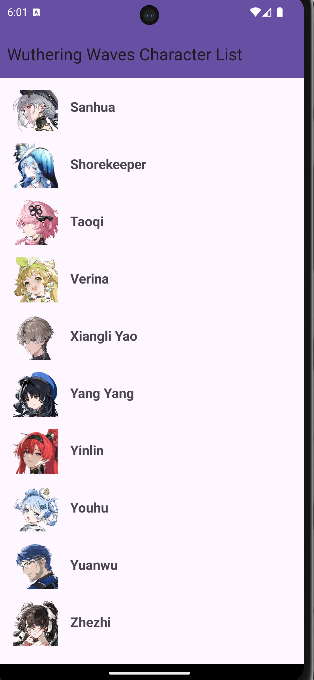 6:01
Wuthering Waves Character List
Sanhua
Shorekeeper
Taoqi
Verina
Xiangli Yao
Yang Yang
Yinlin
Youhu
Yuanwu
Zhezhi